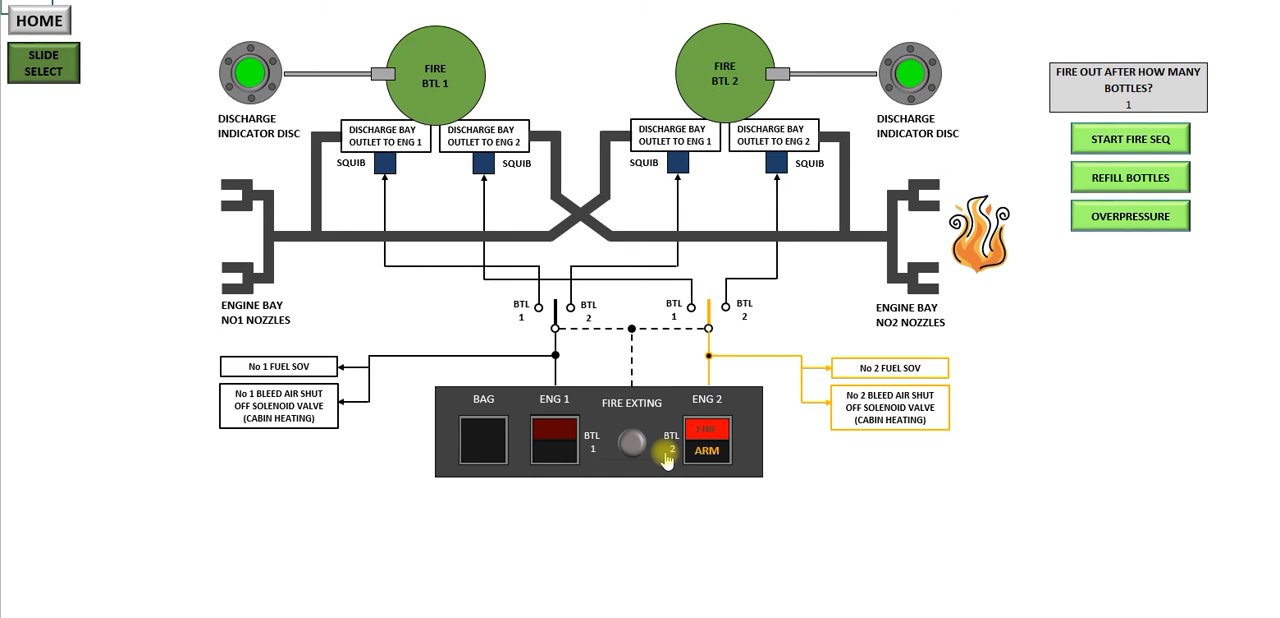 HOME
SLIDE
SELECT
FIRE
BTL 1
FIRE
BTL 2
FIRE OUT AFTER HOW MANY
BOTTLES?
1
START FIRE SEQ
REFILL BOTTLES
OVERPRESSURE
DISCHARGE
INDICATOR DISC
DISCHARGE BAY
OUTLET TO ENG 1
DISCHARGE BAY
OUTLET TO ENG 2
DISCHARGE BAY
OUTLET TO ENG 1
DISCHARGE BAY
OUTLET TO ENG 2
DISCHARGE
INDICATOR DISC
SQUIB
SQUIB
SQUIB
SQUIB
ENGINE BAY
NO1 NOZZLES
BTL
1
BTL
2
BTL
1
BTL
2
ENGINE BAY
NO2 NOZZLES
No 1 FUEL SOV
No 1 BLEED AIR SHUT
OFF SOLENOID VALVE
(CABIN HEATING)
No 2 FUEL SOV
No 2 BLEED AIR SHUT
OFF SOLENOID VALVE
(CABIN HEATING)
BAG
ENG 1
FIRE EXTING
ENG 2
BTL
1
BTL
2
FIRE
ARM